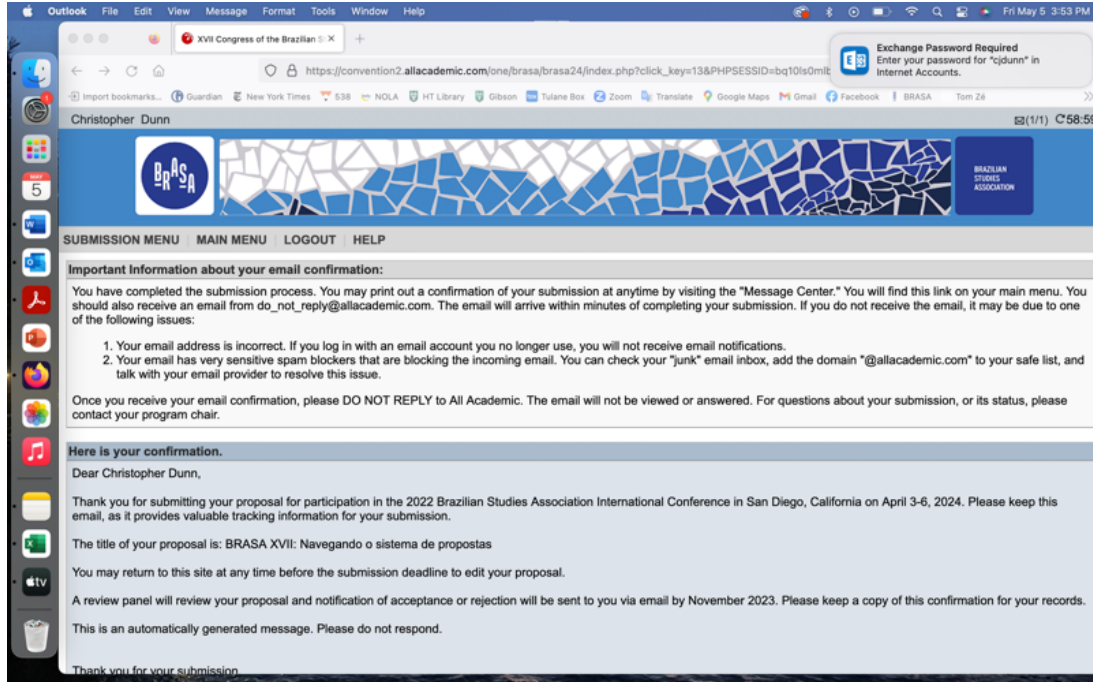 Outlook File Edit View Message Format Tools Window Help Fri May 5 3:53 PM
XVII Congress of the Brazilian S
Exchange Password Required
Enter your password for "cjdunn" in
Internet Accounts.
https://convention2.allacademic.com/one/brasa/brasa24/index.php?click_key=13&PHPSESSID=
Import bookmarks... Guardian New York Times 538 NOLA HT Library Gibson Tulane Box Zoom Translate Google Maps Gmail Facebook BRASA Tom Zé
Christopher Dunn (1/1) 58:59
BRASA
BRAZILIAN
STUDIES
ASSOCIATION
MAY
5
SUBMISSION MENU MAIN MENU LOGOUT HELP
Important Information about your email confirmation:
You have completed the submission process. You may print out a confirmation of your submission at anytime by visiting the "Message Center." You will find this link on your main menu. You
should also receive an email from do_not_reply@allacademic.com. The email will arrive within minutes of completing your submission. If you do not receive the email, it may be due to one
of the following issues:
1. Your email address is incorrect. If you log in with an email account you no longer use, you will not receive email notifications.
2. Your email has very sensitive spam blockers that are blocking the incoming email. You can check your "junk" email inbox, add the domain "@allacademic.com" to your safe list, and
talk with your email provider to resolve this issue.
Once you receive your email confirmation, please DO NOT REPLY to All Academic. The email will not be viewed or answered. For questions about your submission, or its status, please
contact your program chair.
Here is your confirmation.
Dear Christopher Dunn,
Thank you for submitting your proposal for participation in the 2022 Brazilian Studies Association International Conference in San Diego, California on April 3-6, 2024. Please keep this
email, as it provides valuable tracking information for your submission.
The title of your proposal is: BRASA XVII: Navegando o sistema de propostas
You may return to this site at any time before the submission deadline to edit your proposal.
A review panel will review your proposal and notification of acceptance or rejection will be sent to you via email by November 2023. Please keep a copy of this confirmation for your records.
This is an automatically generated message. Please do not respond.
Thank you for your submission
tv